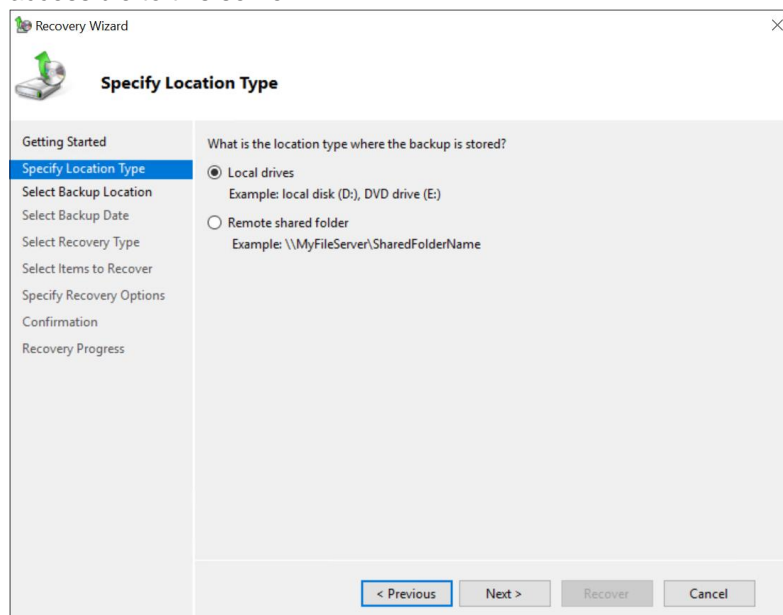 Recovery Wizard
Specify Location Type
Getting Started
Specify Location Type
Select Backup Location
Select Backup Date
Select Recovery Type
Select Items to Recover
Specify Recovery Options
Confirmation
Recovery Progress
What is the location type where the backup is stored?
Local drives
Example: local disk (D:), DVD drive (E:)
Remote shared folder
Example: \\MyFileServer\SharedFolderName
< Previous
Next >
Recover
Cancel